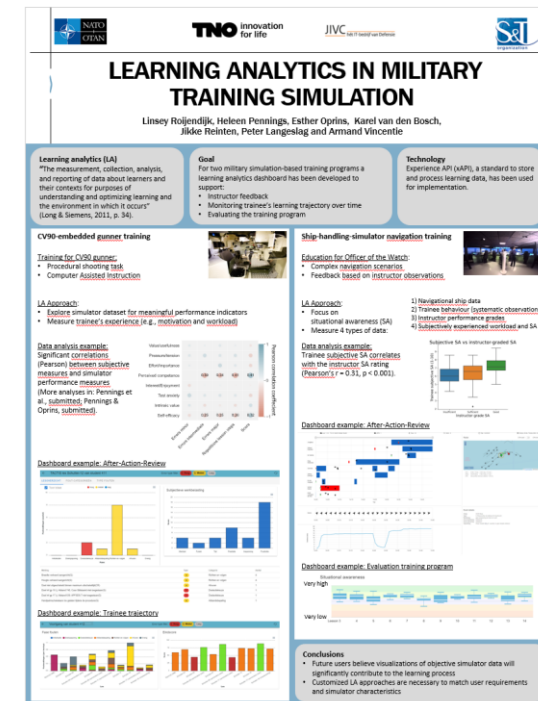 NATO
OTAN
TNO innovation
for life
JIVC
S&T
organization
LEARNING ANALYTICS IN MILITARY
TRAINING SIMULATION
Linsey Roijendijk, Heleen Pennings, Esther Oprins, Karel van den Bosch,
Jikke Reinten, Peter Langeslag and Armand Vincentie
Learning analytics (LA)
"The measurement, collection, analysis,
and reporting of data about learners and
their contexts for purposes of
understanding and optimizing learning and
the environment in which it occurs"
(Long & Siemens, 2011, p. 34).
Goal
For two military simulation-based training programs a
learning analytics dashboard has been developed to
support:
• Instructor feedback
• Monitoring trainee's learning trajectory over time
• Evaluating the training program
Technology
Experience API (xAPI), a standard to store
and process learning data, has been used
for implementation.
CV90-embedded gunner training
Training for CV90 gunner:
• Procedural shooting task
• Computer Assisted Instruction
LA Approach:
• Explore simulator dataset for meaningful performance indicators
• Measure trainee's experience (e.g., motivation and workload)
Data analysis example:
Significant correlations
(Pearson) between subjective
measures and simulator
performance measures
(More analyses in: Pennings et
al., submitted; Pennings &
Oprins, submitted).
Pearson correlation
coefficient
Dashboard example: After-Action-Review
Dashboard example: Trainee trajectory
Ship-handling-simulator navigation training
Education for Officer of the Watch:
• Complex navigation scenarios
• Feedback based on instructor observations
LA Approach:
• Focus on
situational awareness (SA)
• Measure 4 types of data:
1) Navigational ship data
2) Trainee behaviour (systematic observation
3) Instructor performance grades
4) Subjectively experienced workload and SA
Data analysis example:
Trainee subjective SA correlates
with the instructor SA rating
(Pearson's r = 0.31, p < 0.001).
Subjective SA vs Instructor-graded SA
Instructor grade SA
Dashboard example: After-Action-Review
Dashboard example: Evaluation training program
Situational awareness
Very high
Very low
Conclusions
• Future users believe visualizations of objective simulator data will
significantly contribute to the learning process
• Customized LA approaches are necessary to match user requirements
and simulator characteristics